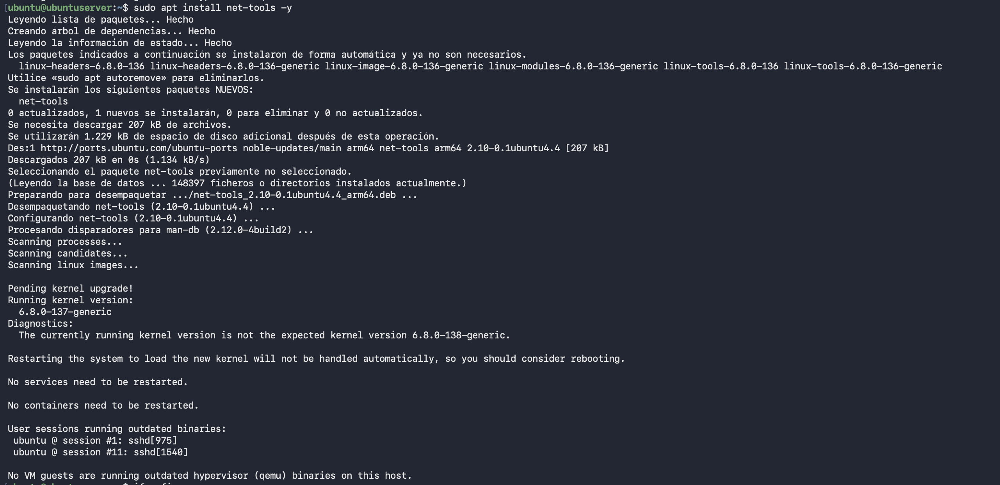 [ubuntu@ubuntuserver:~$ sudo apt install net-tools -y
Leyendo lista de paquetes... Hecho
Creando árbol de dependencias... Hecho
Leyendo la información de estado... Hecho
Los paquetes indicados a continuación se instalaron de forma automática y ya no son necesarios.
  linux-headers-6.8.0-136 linux-headers-6.8.0-136-generic linux-image-6.8.0-136-generic linux-modules-6.8.0-136-generic linux-tools-6.8.0-136 linux-tools-6.8.0-136-generic
Utilice «sudo apt autoremove» para eliminarlos.
Se instalarán los siguientes paquetes NUEVOS:
  net-tools
0 actualizados, 1 nuevos se instalarán, 0 para eliminar y 0 no actualizados.
Se necesita descargar 207 kB de archivos.
Se utilizarán 1.229 kB de espacio de disco adicional después de esta operación.
Des:1 http://ports.ubuntu.com/ubuntu-ports noble-updates/main arm64 net-tools arm64 2.10-0.1ubuntu4.4 [207 kB]
Descargados 207 kB en 0s (1.134 kB/s)
Seleccionando el paquete net-tools previamente no seleccionado.
(Leyendo la base de datos ... 148397 ficheros o directorios instalados actualmente.)
Preparando para desempaquetar .../net-tools_2.10-0.1ubuntu4.4_arm64.deb ...
Desempaquetando net-tools (2.10-0.1ubuntu4.4) ...
Configurando net-tools (2.10-0.1ubuntu4.4) ...
Procesando disparadores para man-db (2.12.0-4build2) ...
Scanning processes...
Scanning candidates...
Scanning linux images...
Pending kernel upgrade!
Running kernel version:
  6.8.0-137-generic
Diagnostics:
  The currently running kernel version is not the expected kernel version 6.8.0-138-generic.
Restarting the system to load the new kernel will not be handled automatically, so you should consider rebooting.
No services need to be restarted.
No containers need to be restarted.
User sessions running outdated binaries:
 ubuntu @ session #1: sshd[975]
 ubuntu @ session #11: sshd[1540]
No VM guests are running outdated hypervisor (qemu) binaries on this host.